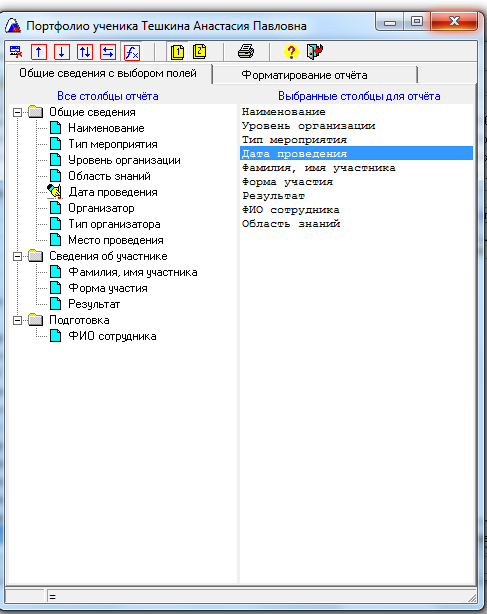 Портфолио ученика Тешкина Анастасия Павловна
Общие сведения с выбором полей
Форматирование отчёта
Все столбцы отчёта
Общие сведения
Наименование
Тип мероприятия
Уровень организации
Область знаний
Дата проведения
Организатор
Тип организатора
Место проведения
Сведения об участнике
Фамилия, имя участника
Форма участия
Результат
Подготовка
ФИО сотрудника
Выбранные столбцы для отчёта
Наименование
Уровень организации
Тип мероприятия
Дата проведения
Фамилия, имя участника
Форма участия
Результат
ФИО сотрудника
Область знаний
=